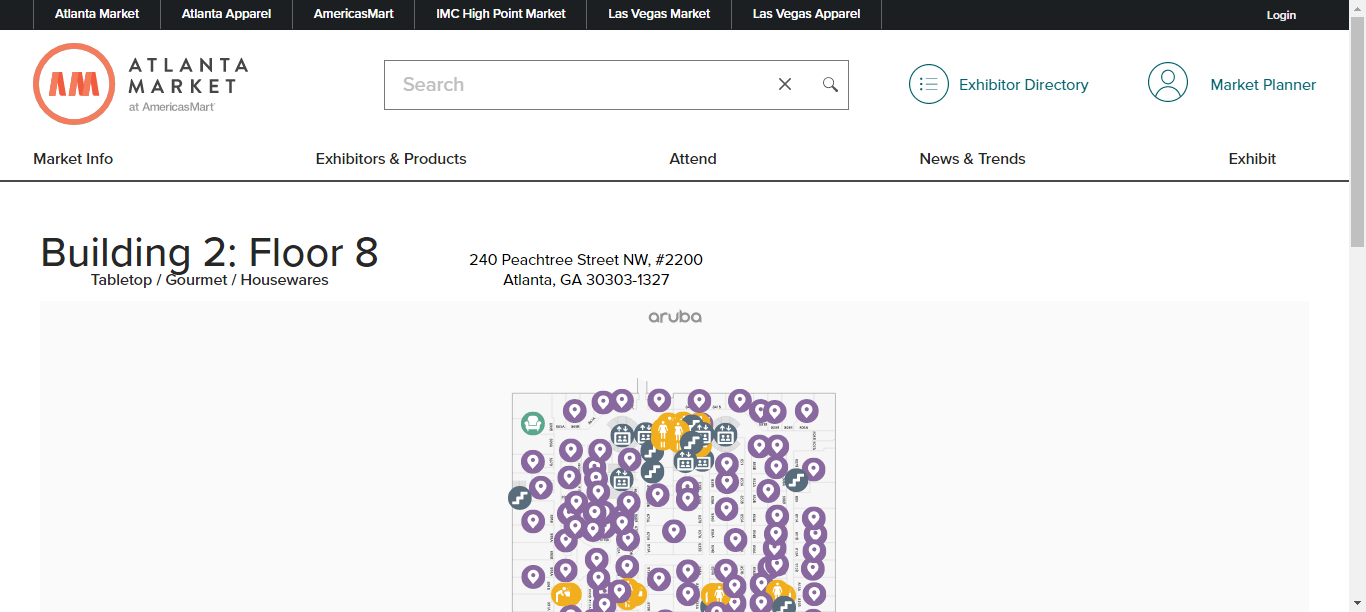 Atlanta Market
Atlanta Apparel
AmericasMart
IMC High Point Market
Las Vegas Market
Las Vegas Apparel
Login
ATLANTA
MARKET
at AmericasMart
Search
Exhibitor Directory
Market Planner
Market Info
Exhibitors & Products
Attend
News & Trends
Exhibit
Building 2: Floor 8
Tabletop / Gourmet / Housewares
240 Peachtree Street NW, #2200
Atlanta, GA 30303-1327
aruba